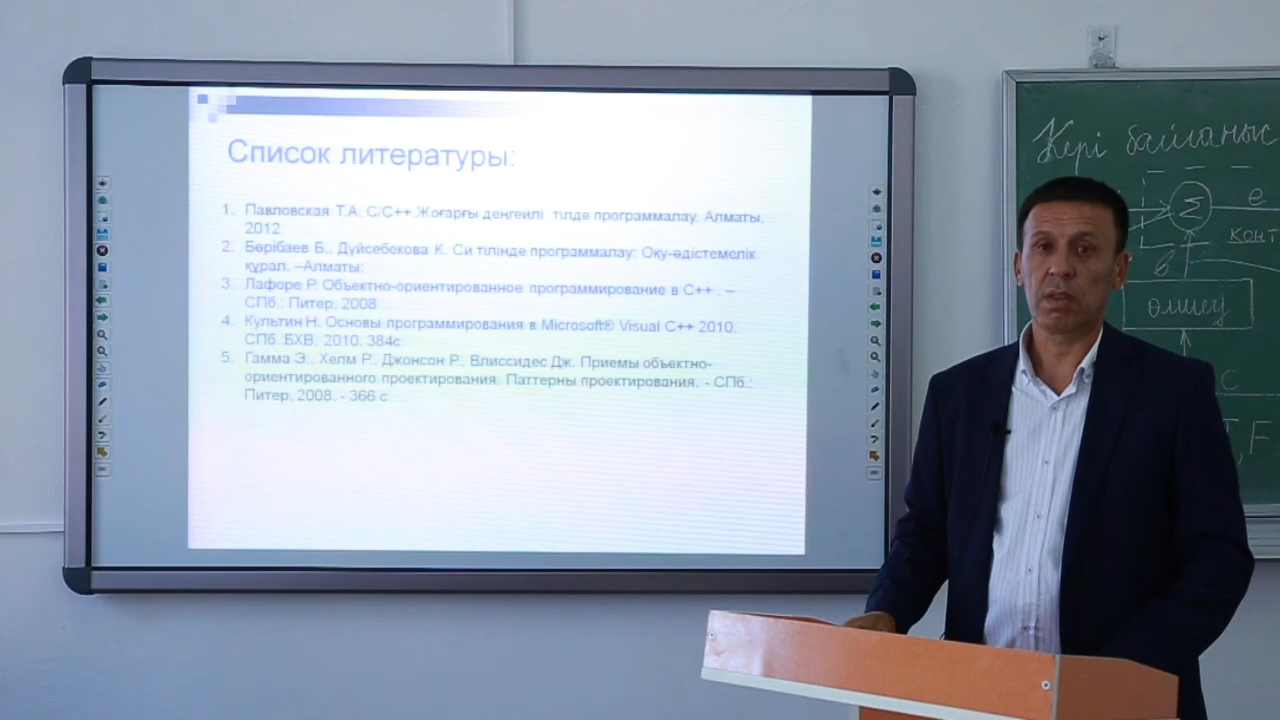 Список литературы:
1. Павловская Т.А. С/С++ Жоғарғы деңгейлі тілде программалау. Алматы.
2012
2. Бөрібаев Б., Дүйсебекова К. Си тілінде программалау: Оқу-әдістемелік
құрал. –Алматы:
3. Лафоре Р. Объектно-ориентированное программирование в С++ . –
СПб.: Питер, 2008.
4. Культин Н. Основы программирования в Microsoft® Visual C++ 2010.
СПб.:БХВ, 2010. 384с
5. Гамма Э., Хелм Р., Джонсон Р., Влиссидес Дж. Приемы объектно-
ориентированного проектирования. Паттерны проектирования. - СПб.:
Питер, 2008. - 366 с
Кері байланыс
Σ
e
конт
в
өлшеу
С
F